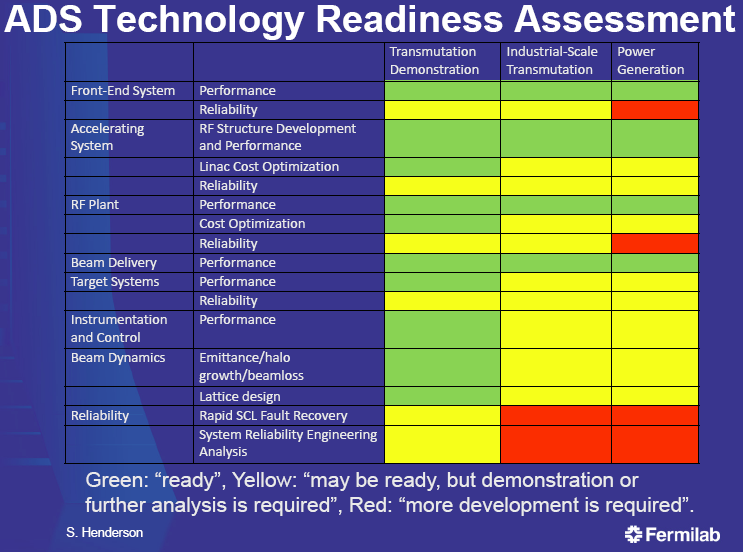 ADS Technology Readiness Assessment
Transmutation Demonstration Industrial-Scale Transmutation Power Generation
Front-End System Performance
Reliability
Accelerating System RF Structure Development and Performance
Linac Cost Optimization
Reliability
RF Plant Performance
Cost Optimization
Reliability
Beam Delivery Performance
Target Systems Performance
Reliability
Instrumentation and Control Performance
Beam Dynamics Emittance/halo growth/beamloss
Lattice design
Reliability Rapid SCL Fault Recovery
System Reliability Engineering Analysis
Green: “ready”, Yellow: “may be ready, but demonstration or
further analysis is required”, Red: “more development is required”.
S. Henderson
Fermilab